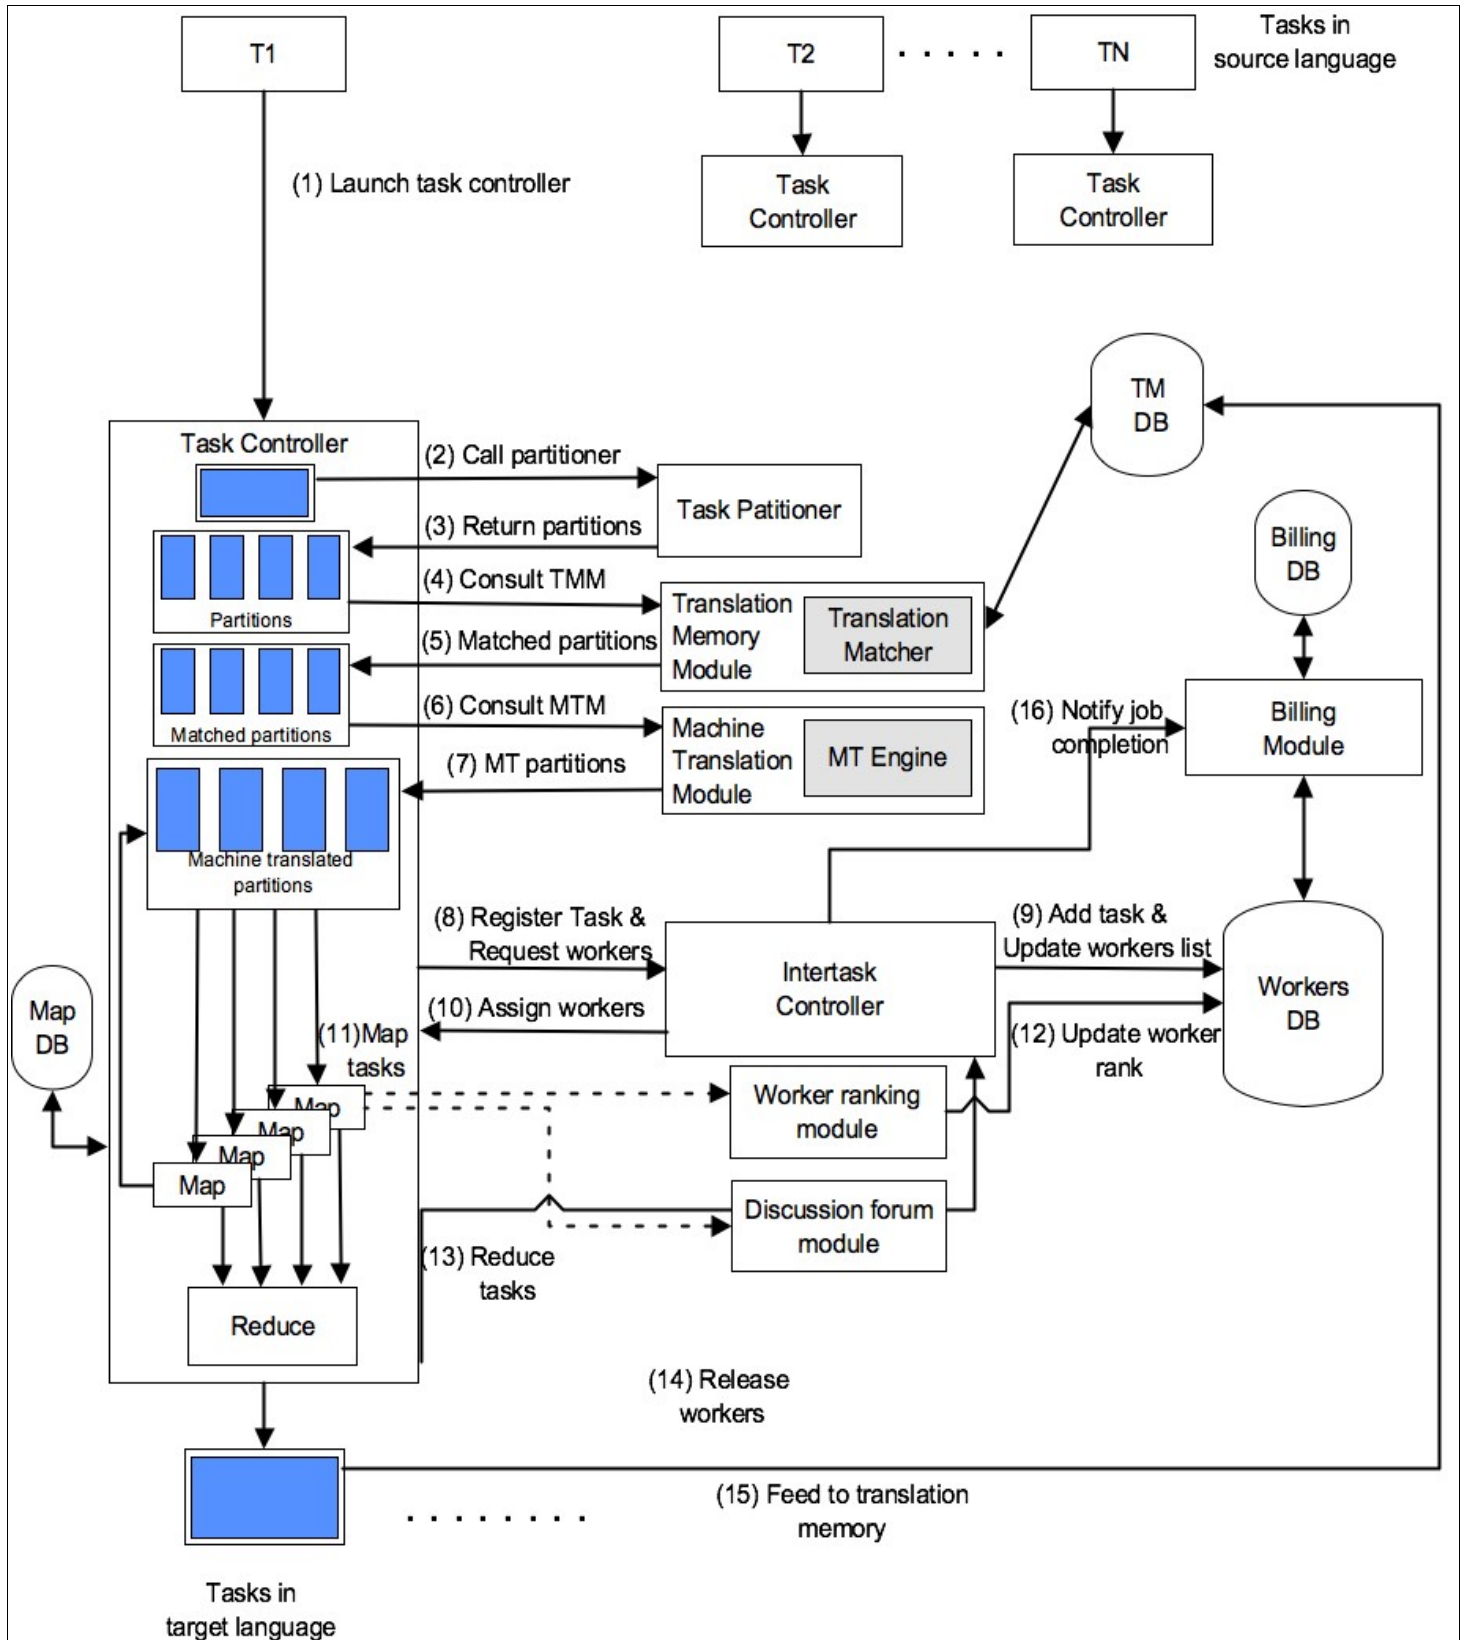 T1
T2
. . . . .
TN
Tasks in
source language
(1) Launch task controller
Task
Controller
Task
Controller
TM
DB
Task Controller
(2) Call partitioner
Task Patitioner
(3) Return partitions
Partitions
(4) Consult TMM
Translation
Memory
Module
Translation
Matcher
(5) Matched partitions
Matched partitions
(6) Consult MTM
Machine
Translation
Module
MT Engine
(7) MT partitions
Machine translated
partitions
Billing
DB
(16) Notify job
completion
Billing
Module
(8) Register Task &
Request workers
Intertask
Controller
(9) Add task &
Update workers list
Workers
DB
(10) Assign workers
Map
DB
(11)Map
tasks
(12) Update worker
rank
Map
Map
Map
Map
Worker ranking
module
Discussion forum
module
(13) Reduce
tasks
Reduce
(14) Release
workers
(15) Feed to translation
memory
. . . . . . . .
Tasks in
target language